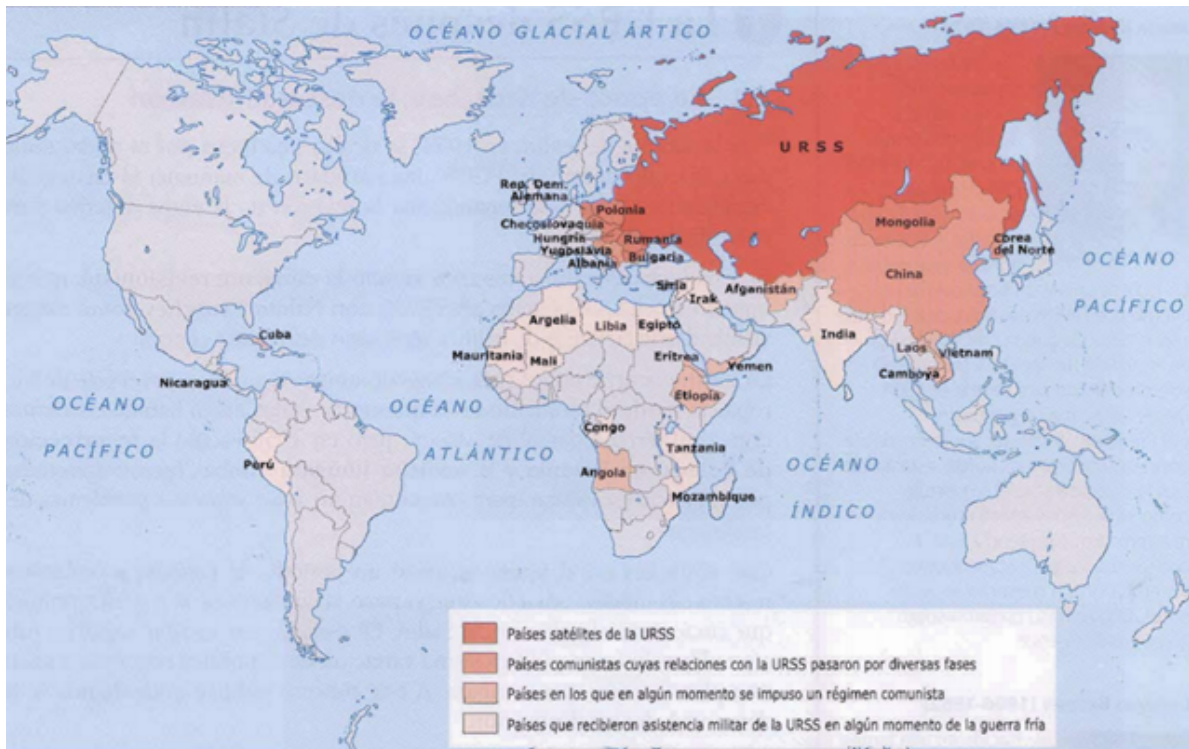 OCÉANO GLACIAL ÁRTICO
URSS
Rep. Dem.
Alemana
Polonia
Checoslovaquia
Hungría
Rumania
Yugoslavia
Bulgaria
Albania
Mongolia
Corea
del Norte
China
OCÉANO
PACÍFICO
Siria
Irak
Afganistán
Argelia
Libia
Egipto
India
Cuba
Mauritania
Malí
Eritrea
Yemen
Laos
Vietnam
Camboya
Nicaragua
Etiopía
OCÉANO
PACÍFICO
OCÉANO
ATLÁNTICO
Congo
Tanzania
Perú
Angola
Mozambique
OCÉANO
ÍNDICO
Países satélites de la URSS
Países comunistas cuyas relaciones con la URSS pasaron por diversas fases
Países en los que en algún momento se impuso un régimen comunista
Países que recibieron asistencia militar de la URSS en algún momento de la guerra fría